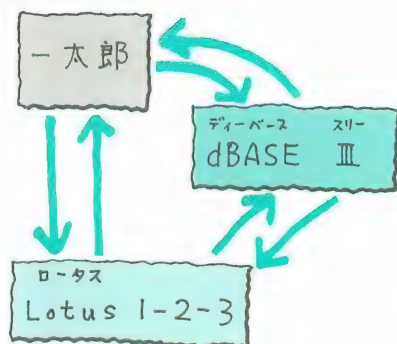 一太郎
ディーベース スリー
dBASE Ⅲ
ロータス
Lotus 1-2-3